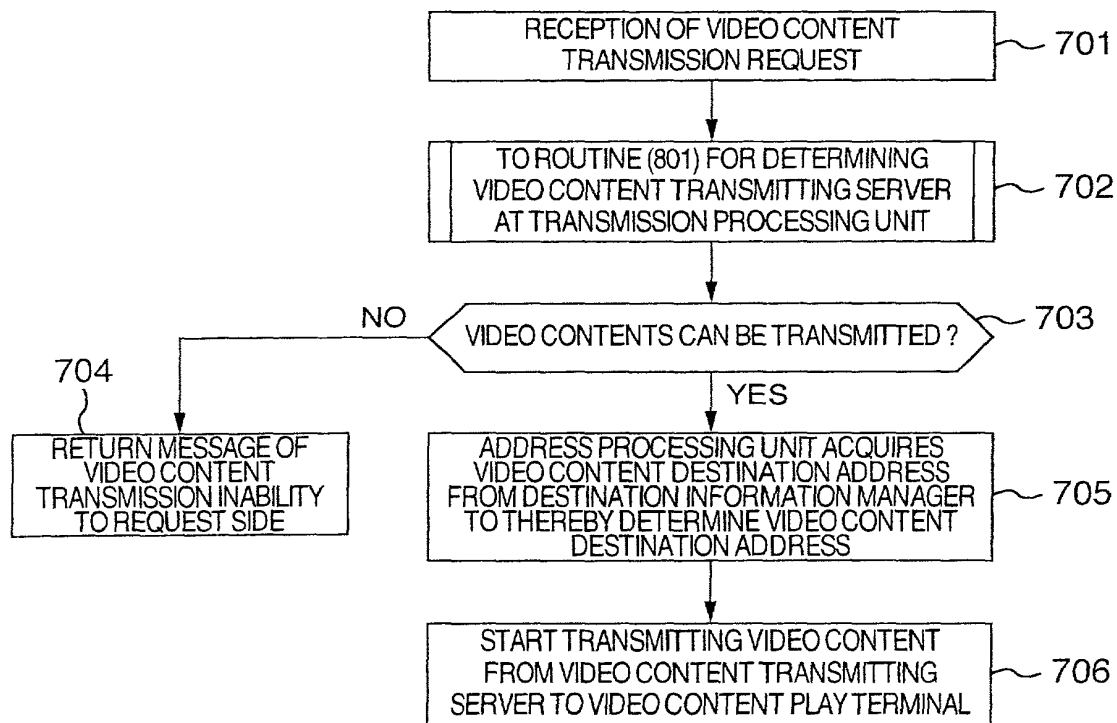 RECEPTION OF VIDEO CONTENT
TRANSMISSION REQUEST
701
TO ROUTINE (801) FOR DETERMINING
VIDEO CONTENT TRANSMITTING SERVER
AT TRANSMISSION PROCESSING UNIT
702
VIDEO CONTENTS CAN BE TRANSMITTED ?
703
NO
YES
704
RETURN MESSAGE OF
VIDEO CONTENT
TRANSMISSION INABILITY
TO REQUEST SIDE
ADDRESS PROCESSING UNIT ACQUIRES
VIDEO CONTENT DESTINATION ADDRESS
FROM DESTINATION INFORMATION MANAGER
TO THEREBY DETERMINE VIDEO CONTENT
DESTINATION ADDRESS
705
START TRANSMITTING VIDEO CONTENT
FROM VIDEO CONTENT TRANSMITTING
SERVER TO VIDEO CONTENT PLAY TERMINAL
706